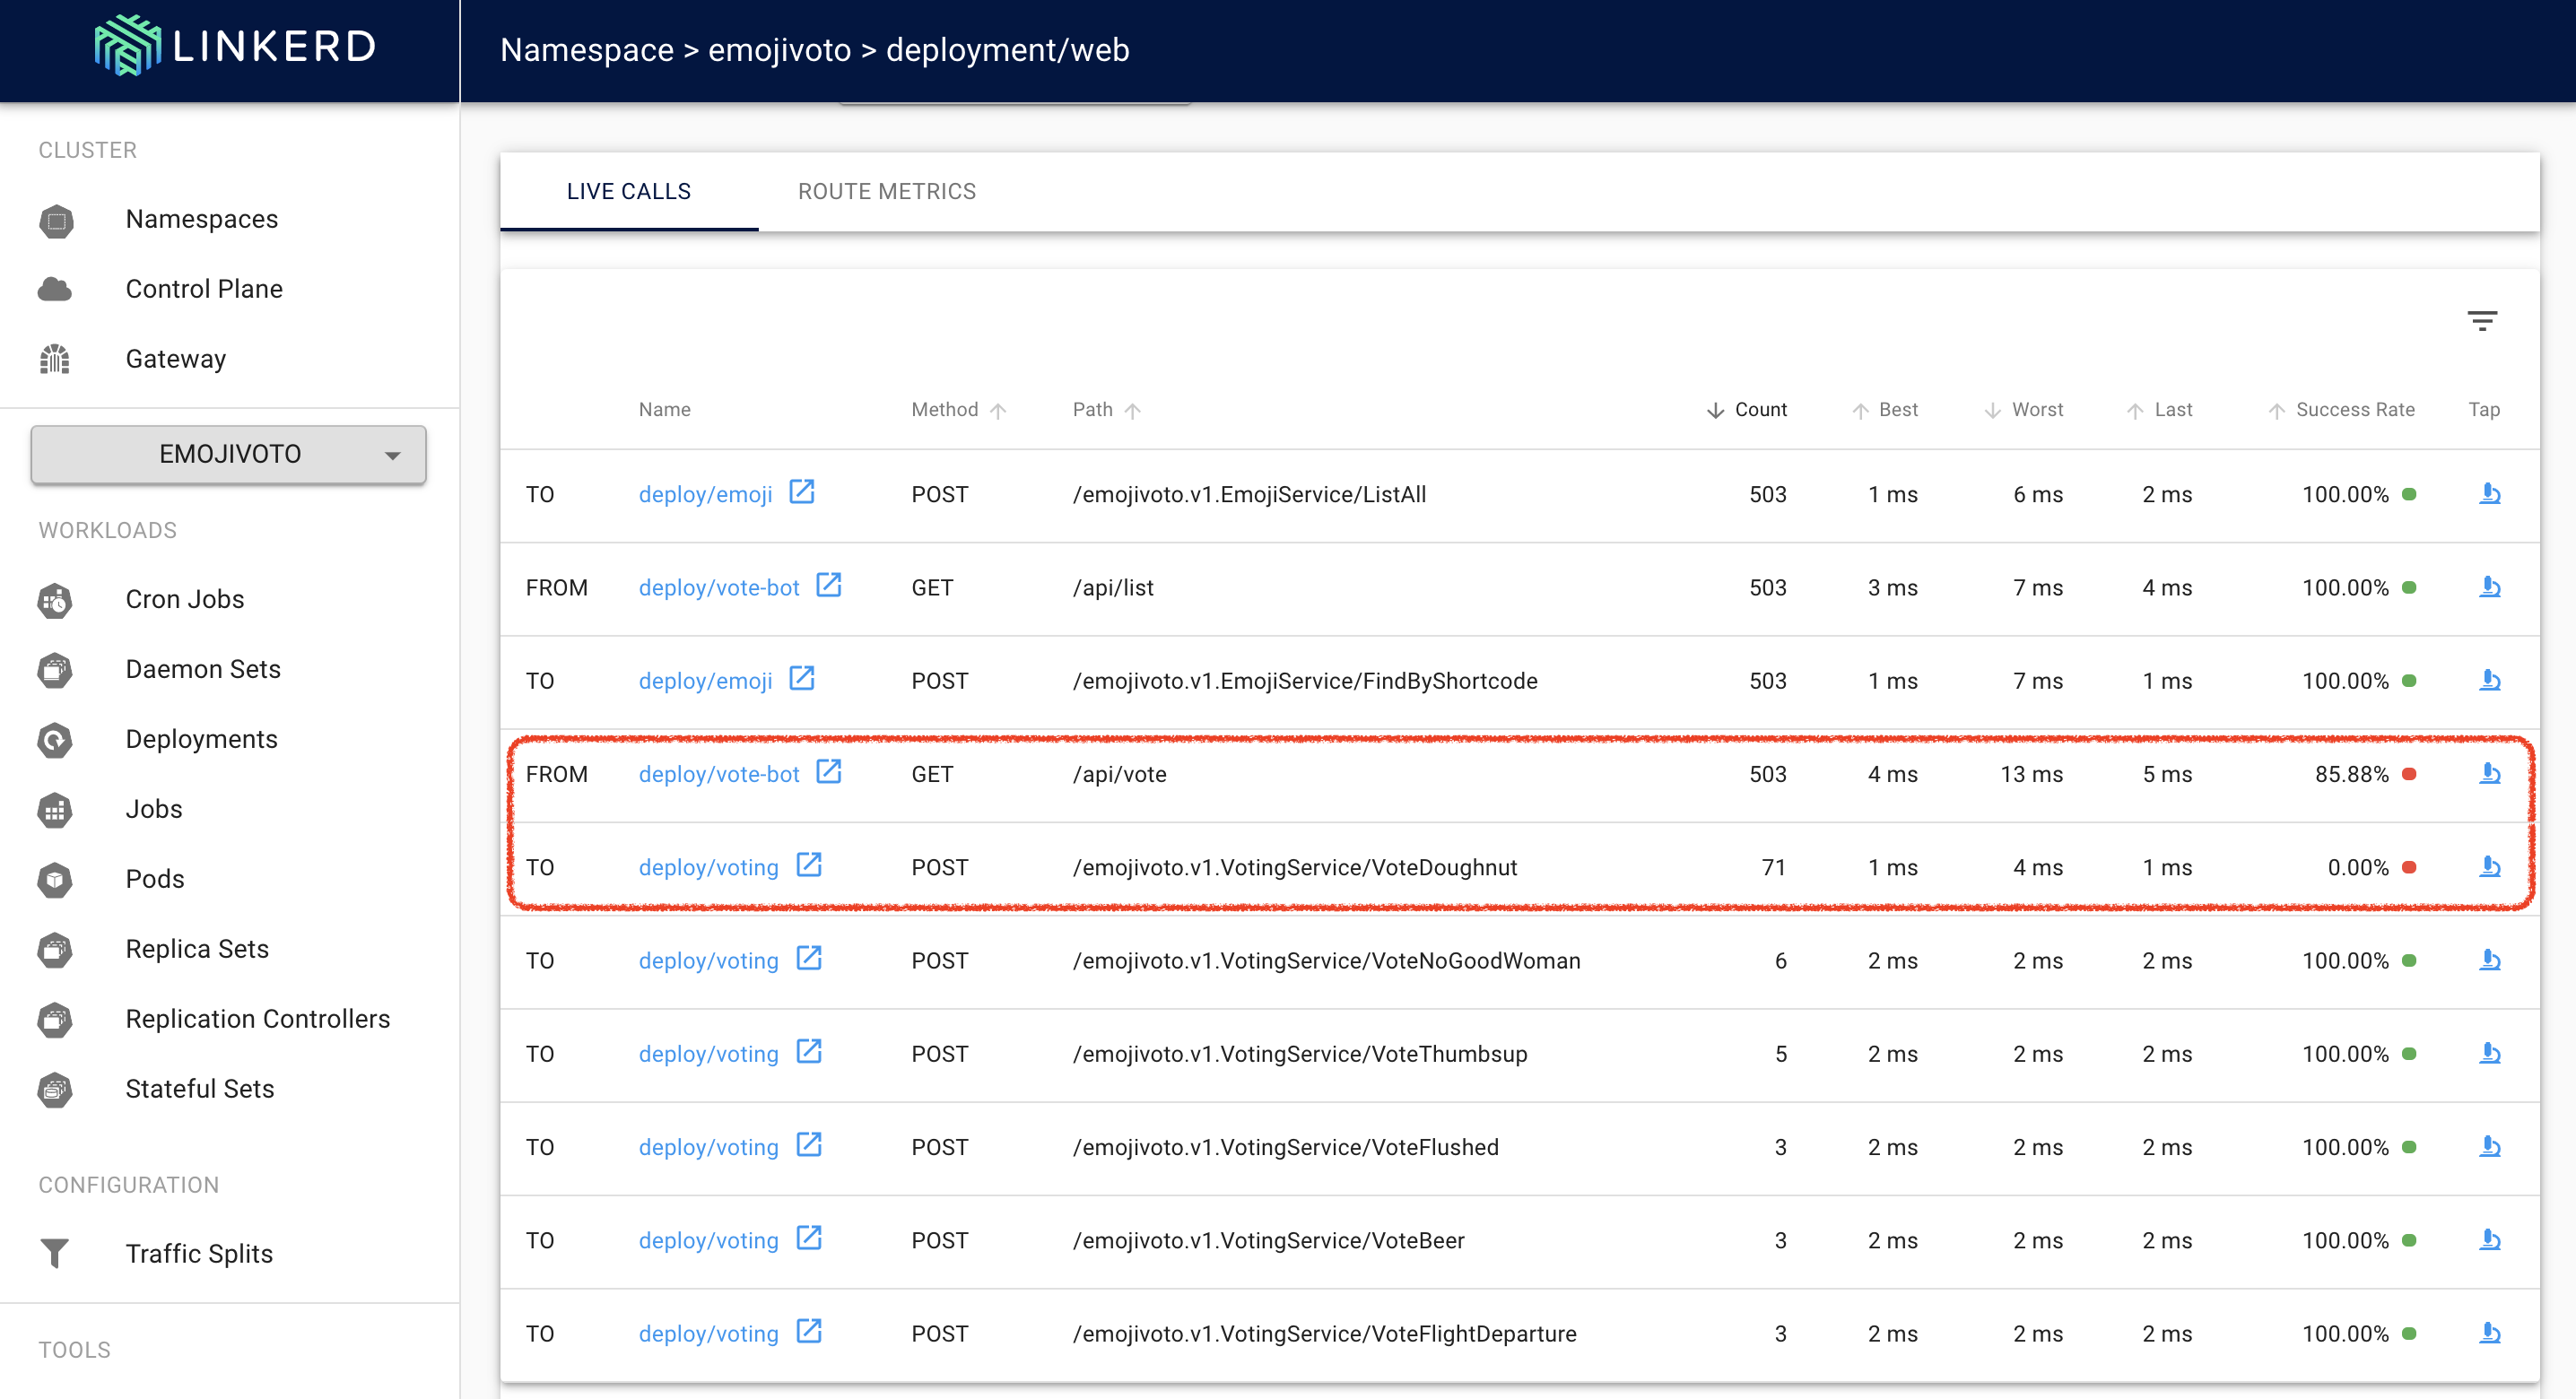 LINKERD
Namespace > emojivoto > deployment/web
CLUSTER
Namespaces
Control Plane
Gateway
EMOJIVOTO
WORKLOADS
Cron Jobs
Daemon Sets
Deployments
Jobs
Pods
Replica Sets
Replication Controllers
Stateful Sets
CONFIGURATION
Traffic Splits
TOOLS
LIVE CALLS ROUTE METRICS
Name Method Path Count Best Worst Last Success Rate Tap
TO deploy/emoji POST /emojivoto.v1.EmojiService/ListAll 503 1 ms 6 ms 2 ms 100.00%
FROM deploy/vote-bot GET /api/list 503 3 ms 7 ms 4 ms 100.00%
TO deploy/emoji POST /emojivoto.v1.EmojiService/FindByShortcode 503 1 ms 7 ms 1 ms 100.00%
FROM deploy/vote-bot GET /api/vote 503 4 ms 13 ms 5 ms 85.88%
TO deploy/voting POST /emojivoto.v1.VotingService/VoteDoughnut 71 1 ms 4 ms 1 ms 0.00%
TO deploy/voting POST /emojivoto.v1.VotingService/VoteNoGoodWoman 6 2 ms 2 ms 2 ms 100.00%
TO deploy/voting POST /emojivoto.v1.VotingService/VoteThumbsup 5 2 ms 2 ms 2 ms 100.00%
TO deploy/voting POST /emojivoto.v1.VotingService/VoteFlushed 3 2 ms 2 ms 2 ms 100.00%
TO deploy/voting POST /emojivoto.v1.VotingService/VoteBeer 3 2 ms 2 ms 2 ms 100.00%
TO deploy/voting POST /emojivoto.v1.VotingService/VoteFlightDeparture 3 2 ms 2 ms 2 ms 100.00%